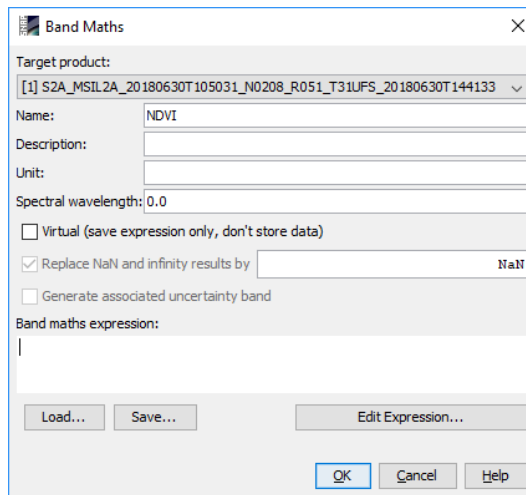 Band Maths
Target product:
[1] S2A_MSIL2A_20180630T105031_N0208_R051_T31UFS_20180630T144133
Name: NDVI
Description:
Unit:
Spectral wavelength: 0.0
Virtual (save expression only, don't store data)
Replace NaN and infinity results by NaN
Generate associated uncertainty band
Band maths expression:
Load... Save... Edit Expression...
OK Cancel Help